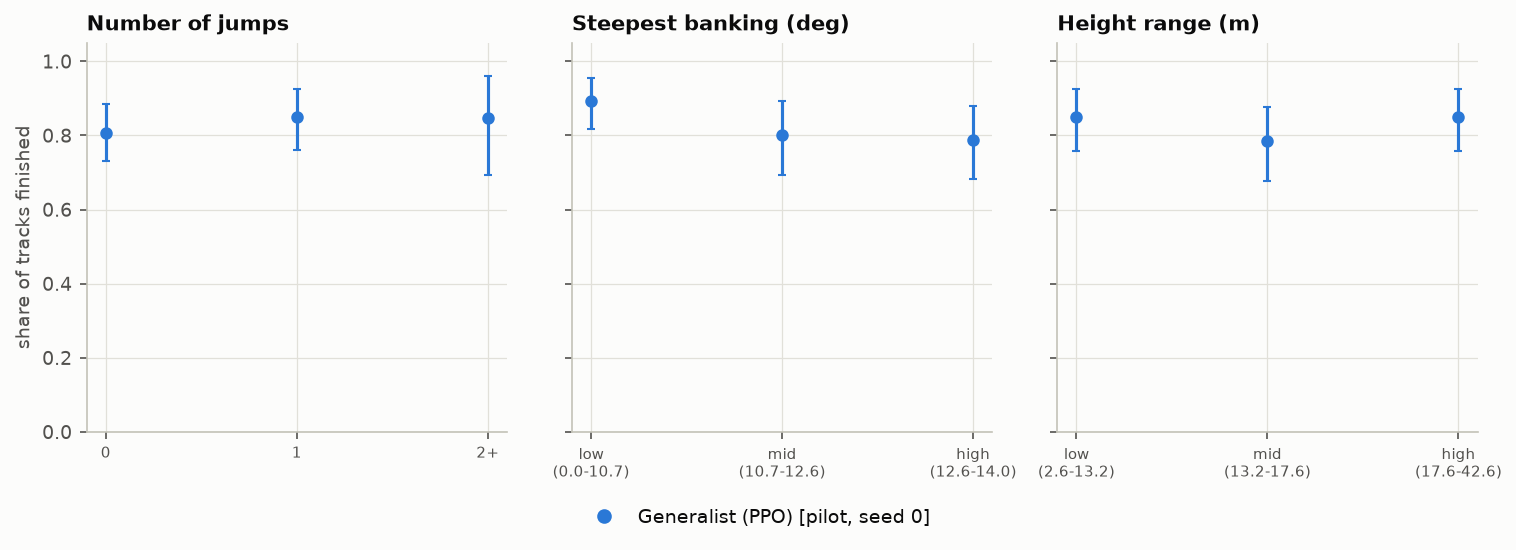 Number of jumps
Steepest banking (deg)
Height range (m)
share of tracks finished
1.0
0.8
0.6
0.4
0.2
0.0
0
1
2+
low
(0.0-10.7)
mid
(10.7-12.6)
high
(12.6-14.0)
low
(2.6-13.2)
mid
(13.2-17.6)
high
(17.6-42.6)
Generalist (PPO) [pilot, seed 0]